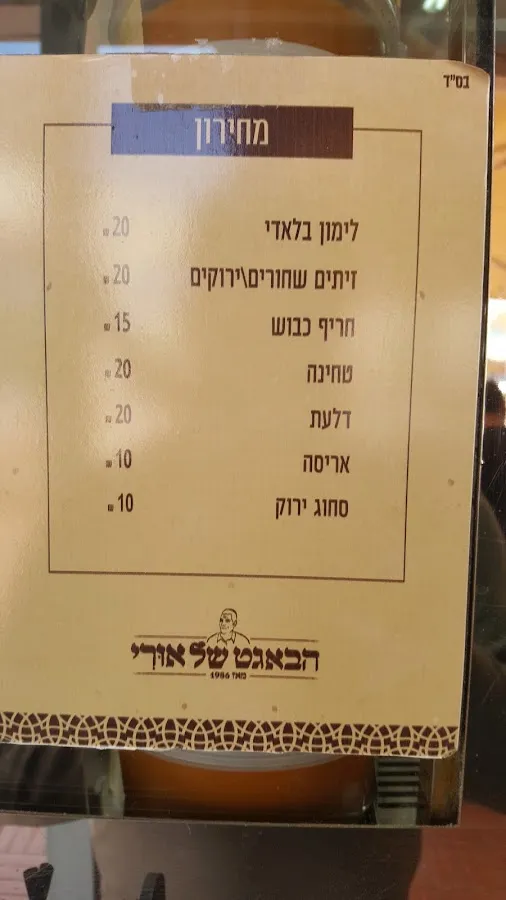 בס"ד
מחירון
לימון בלאדי 20 ₪
זיתים שחורים\ירוקים 20 ₪
חריף כבוש 15 ₪
טחינה 20 ₪
דלעת 20 ₪
אריסה 10 ₪
סחוג ירוק 10 ₪
הבאגט של אורי
מאז 1986